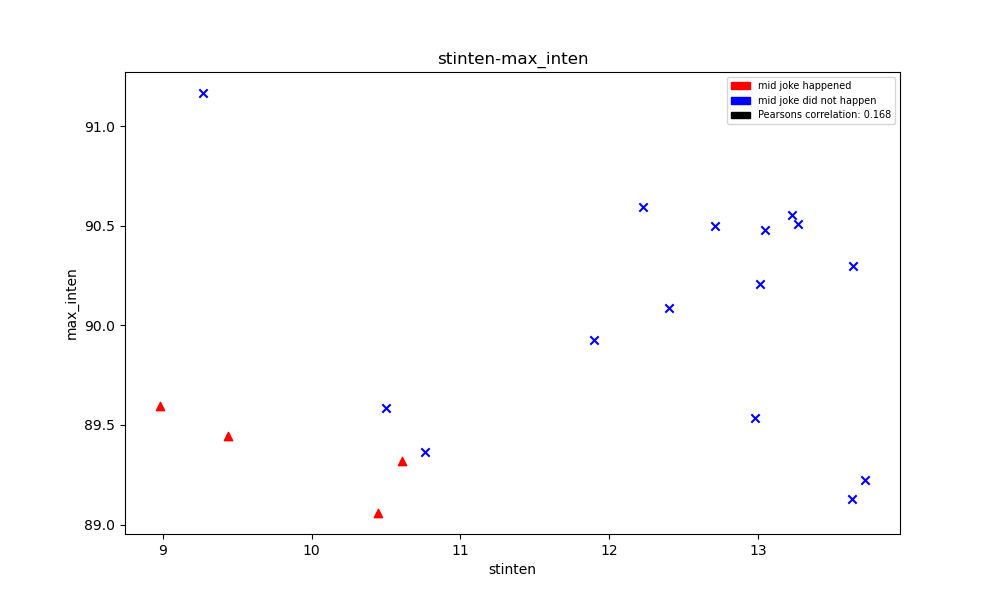 stinten-max_inten
mid joke happened
mid joke did not happen
Pearsons correlation: 0.168
max_inten
91.0
90.5
90.0
89.5
89.0
9 10 11 12 13
stinten